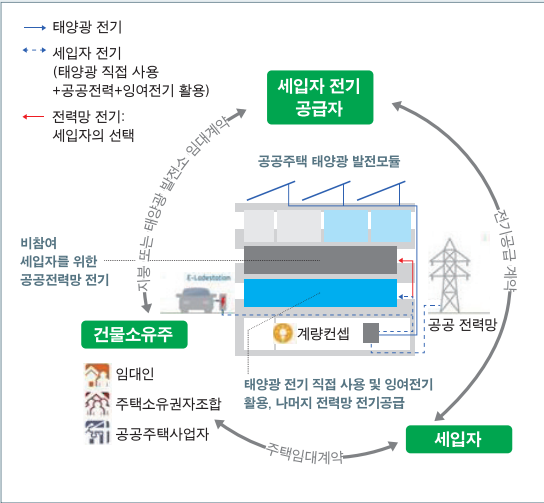 태양광 전기
세입자 전기
(태양광 직접 사용
+공공전력+잉여전기 활용)
전력망 전기:
세입자의 선택
세입자 전기
공급자
지붕 또는 태양광 발전소 임대계약
공공주택 태양광 발전모듈
전기공급 계약
비참여
세입자를 위한
공공전력망 전기
E-Ladestation
건물소유주
계량컨셉
공공 전력망
임대인
주택소유권자조합
공공주택사업자
태양광 전기 직접 사용 및 잉여전기
활용, 나머지 전력망 전기공급
세입자
주택임대계약